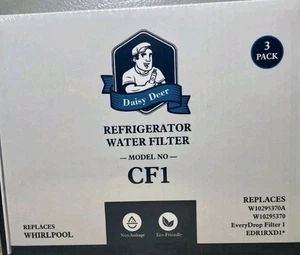 3
PACK
Daisy Deer
REFRIGERATOR
WATER FILTER
— MODEL NO —
CF1
REPLACES
WHIRLPOOL
Non-leakage
Eco-Friendly
REPLACES
W10295370A
W10295370
EveryDrop Filter 1
EDR1RXD1*